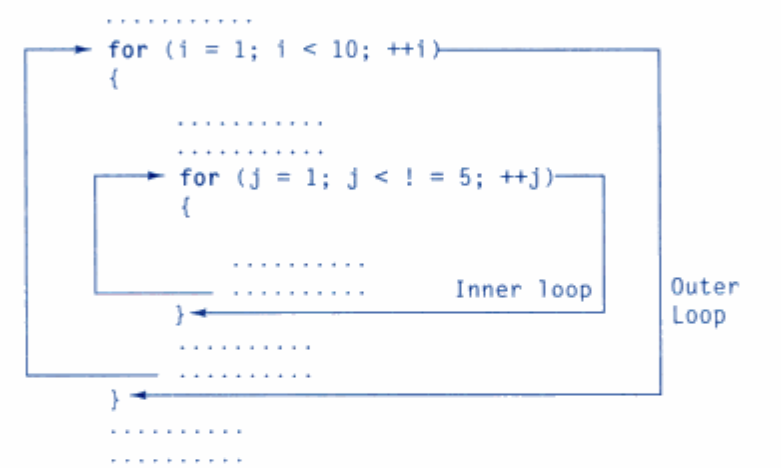 . . . . . . . . . . .
for (i = 1; i < 10; ++i)
{
. . . . . . . . . . .
. . . . . . . . . . .
for (j = 1; j < ! = 5; ++j)
{
. . . . . . . . . .
. . . . . . . . . . Inner loop
}
Outer
Loop
. . . . . . . . . .
. . . . . . . . . .
}
. . . . . . . . . .
. . . . . . . . . .